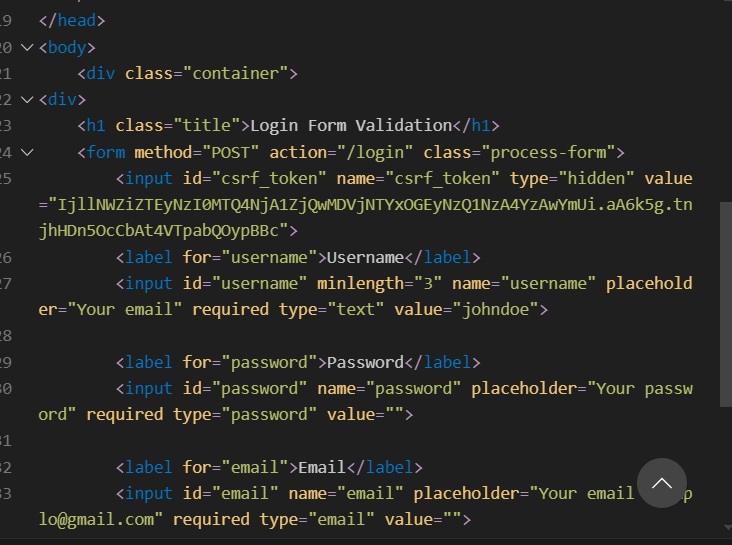 19 </head>
20 <body>
21 <div class="container">
22 <div>
23 <h1 class="title">Login Form Validation</h1>
24 <form method="POST" action="/login" class="process-form">
25 <input id="csrf_token" name="csrf_token" type="hidden" value
="IjllNWZiZTEyNzI0MTQ4NjA1ZjQwMDVjNTYxOGEyNzQ1NzA4YzAwYmUi.aA6k5g.tn
jhHDn5OcCbAt4VTpabQOypBBc">
26 <label for="username">Username</label>
27 <input id="username" minlength="3" name="username" placehold
er="Your email" required type="text" value="johndoe">
28
29 <label for="password">Password</label>
30 <input id="password" name="password" placeholder="Your passw
ord" required type="password" value="">
31
32 <label for="email">Email</label>
33 <input id="email" name="email" placeholder="Your email
lo@gmail.com" required type="email" value="">